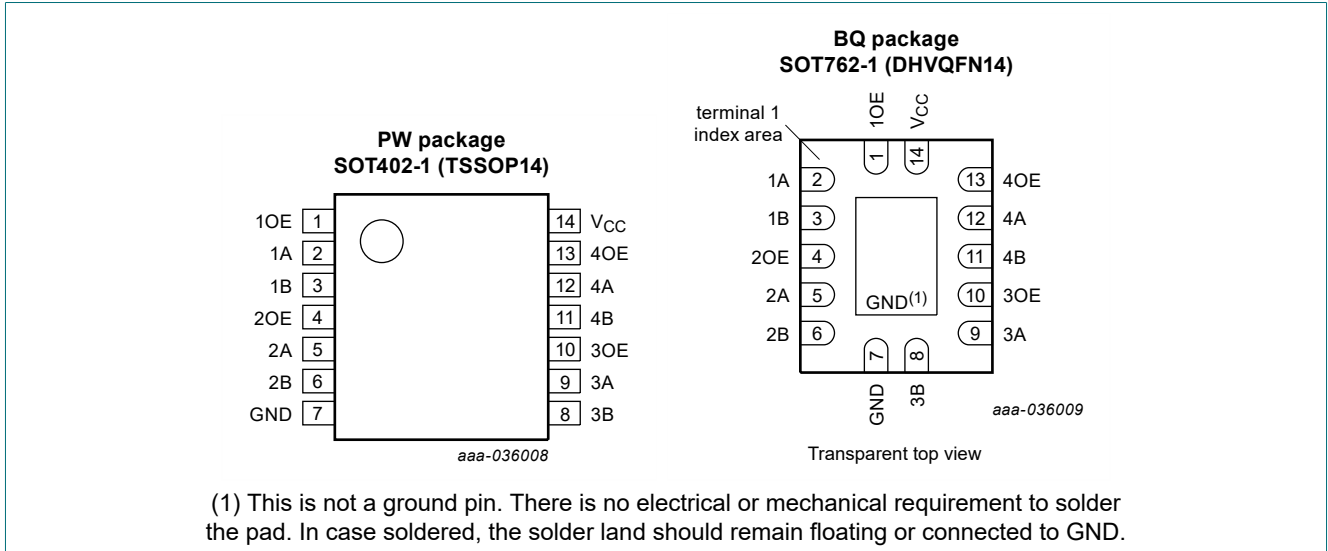 PW package
SOT402-1 (TSSOP14)
1OE 1
1A 2
1B 3
2OE 4
2A 5
2B 6
GND 7
14 VCC
13 4OE
12 4A
11 4B
10 3OE
9 3A
8 3B
aaa-036008
BQ package
SOT762-1 (DHVQFN14)
terminal 1
index area
1OE
VCC
1
14
1A 2
1B 3
2OE 4
2A 5
2B 6
13 4OE
12 4A
11 4B
10 3OE
9 3A
GND(1)
7
8
GND
3B
aaa-036009
Transparent top view
(1) This is not a ground pin. There is no electrical or mechanical requirement to solder
the pad. In case soldered, the solder land should remain floating or connected to GND.